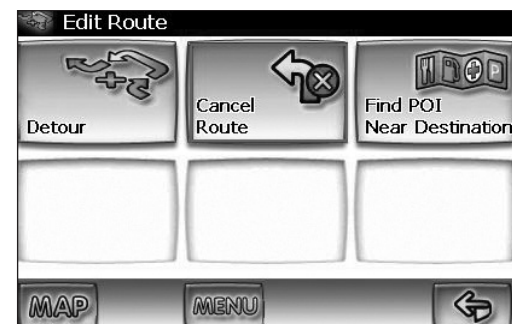 Edit Route
Detour
Cancel
Route
Find POI
Near Destination
P
MAP
MENU